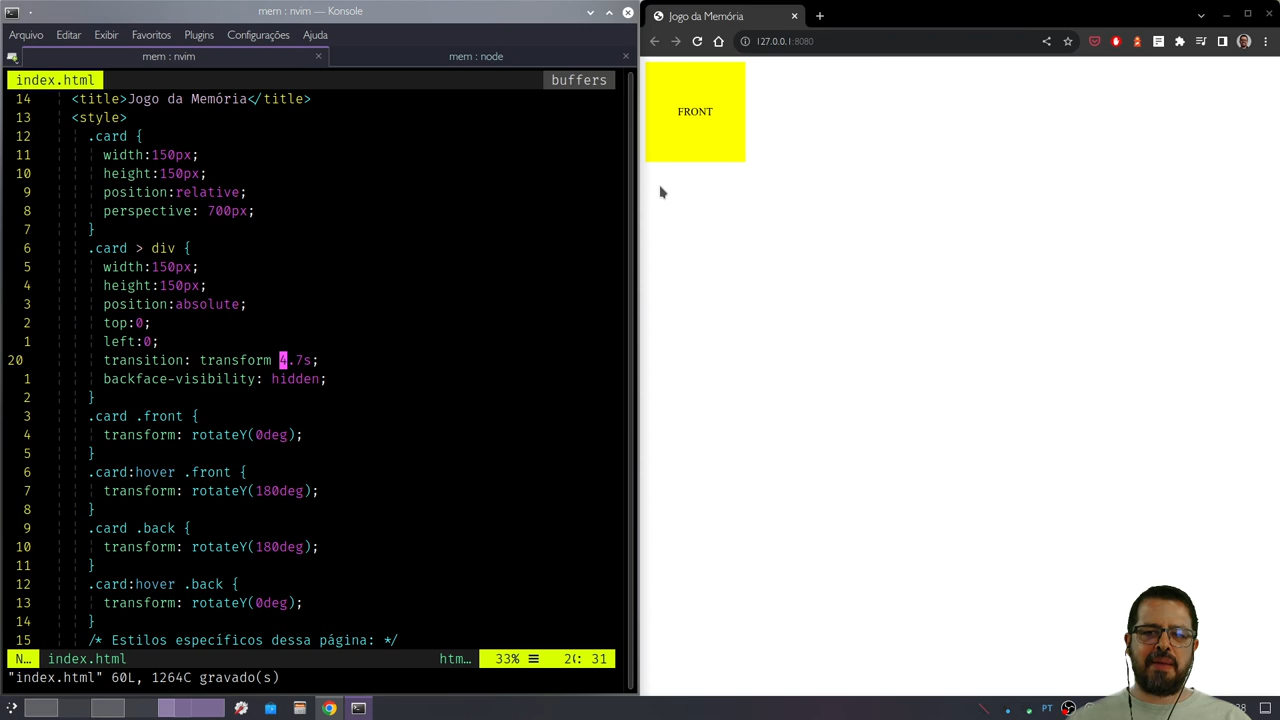 mem : nvim — Konsole
Arquivo Editar Exibir Favoritos Plugins Configurações Ajuda
mem : nvim
mem : node
index.html
buffers
14 <title>Jogo da Memória</title>
13 <style>
12 .card {
11 width:150px;
10 height:150px;
9 position:relative;
8 perspective: 700px;
7 }
6 .card > div {
5 width:150px;
4 height:150px;
3 position:absolute;
2 top:0;
1 left:0;
20 transition: transform 4.7s;
1 backface-visibility: hidden;
2 }
3 .card .front {
4 transform: rotateY(0deg);
5 }
6 .card:hover .front {
7 transform: rotateY(180deg);
8 }
9 .card .back {
10 transform: rotateY(180deg);
11 }
12 .card:hover .back {
13 transform: rotateY(0deg);
14 }
15 /* Estilos específicos dessa página: */
N… index.html htm… 33% ☰ 2(: 31
"index.html" 60L, 1264C gravado(s)
Jogo da Memória
127.0.0.1:8080
FRONT
PT